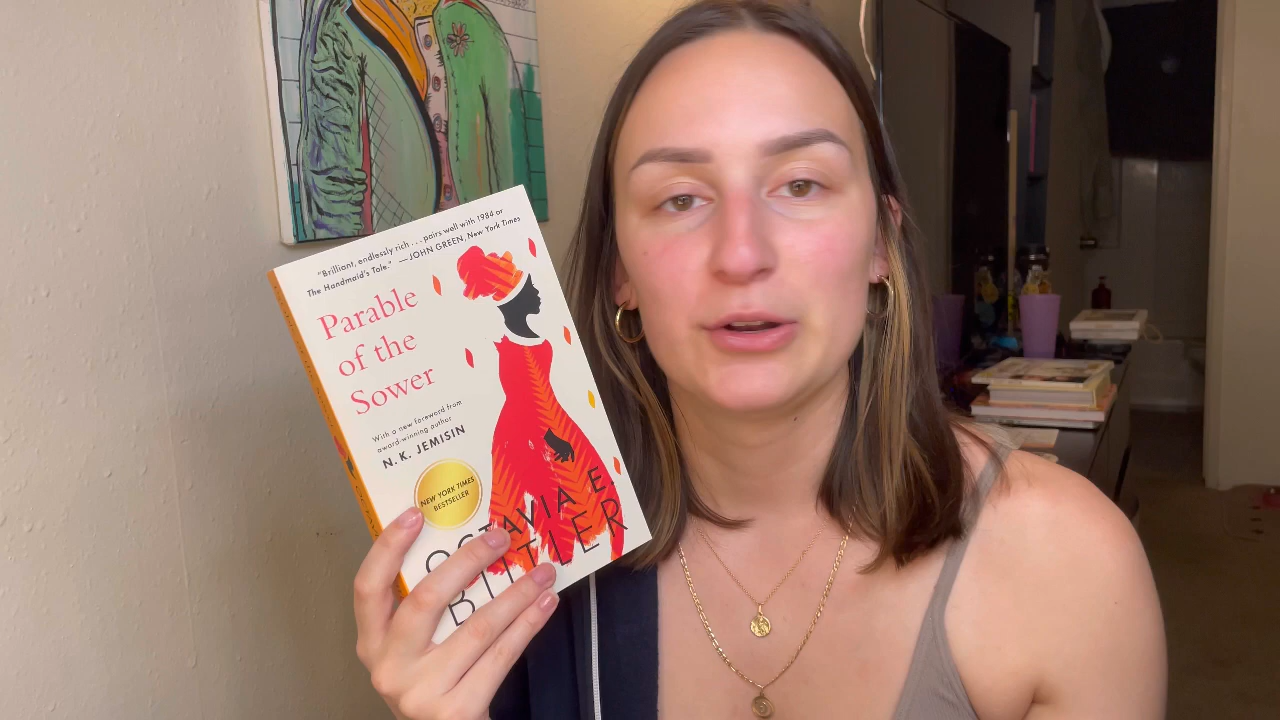 "Brilliant, endlessly rich . . . pairs well with 1984 or
The Handmaid's Tale." —JOHN GREEN, New York Times
Parable
of the
Sower
With a new foreword from
award-winning author
N. K. JEMISIN
NEW YORK TIMES
BESTSELLER
OCTAVIA E.
BUTLER